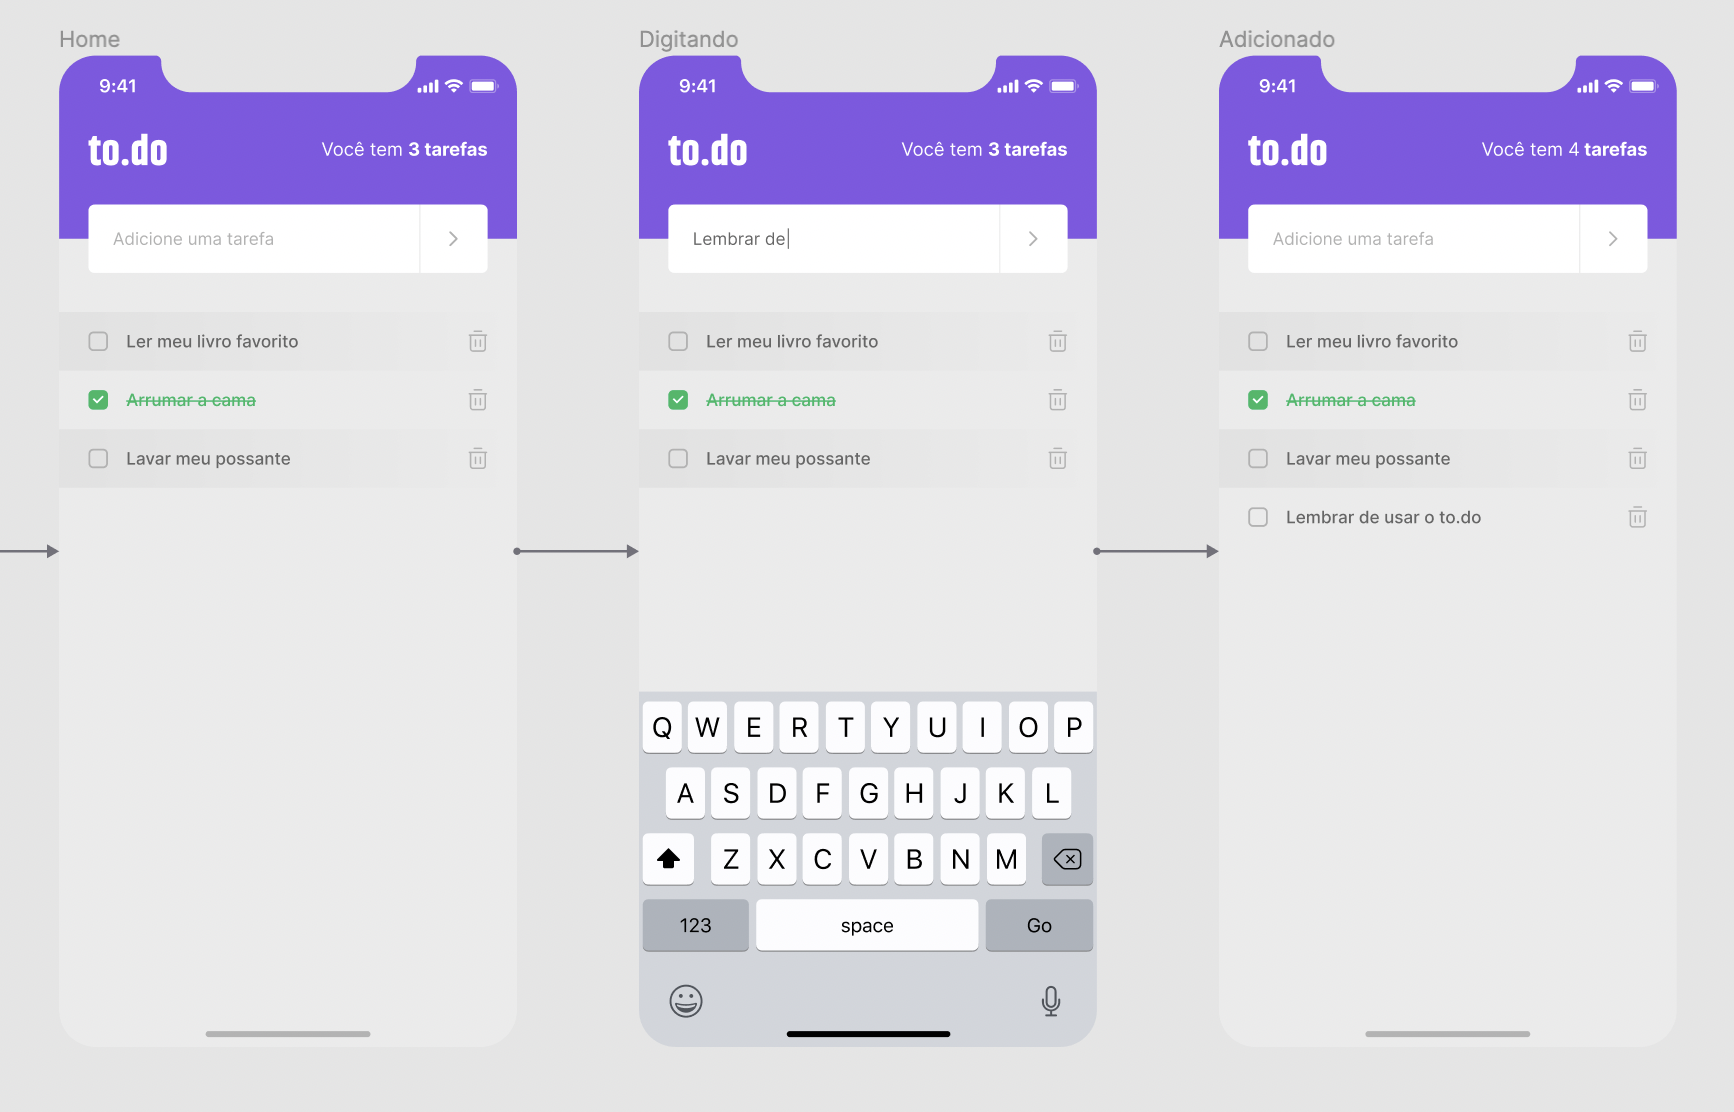 Home
9:41
to.do
Você tem 3 tarefas
Adicione uma tarefa
Ler meu livro favorito
Arrumar a cama
Lavar meu possante
Digitando
9:41
to.do
Você tem 3 tarefas
Lembrar de
Ler meu livro favorito
Arrumar a cama
Lavar meu possante
Q W E R T Y U I O P
A S D F G H J K L
Z X C V B N M
123 space Go
Adicionado
9:41
to.do
Você tem 4 tarefas
Adicione uma tarefa
Ler meu livro favorito
Arrumar a cama
Lavar meu possante
Lembrar de usar o to.do